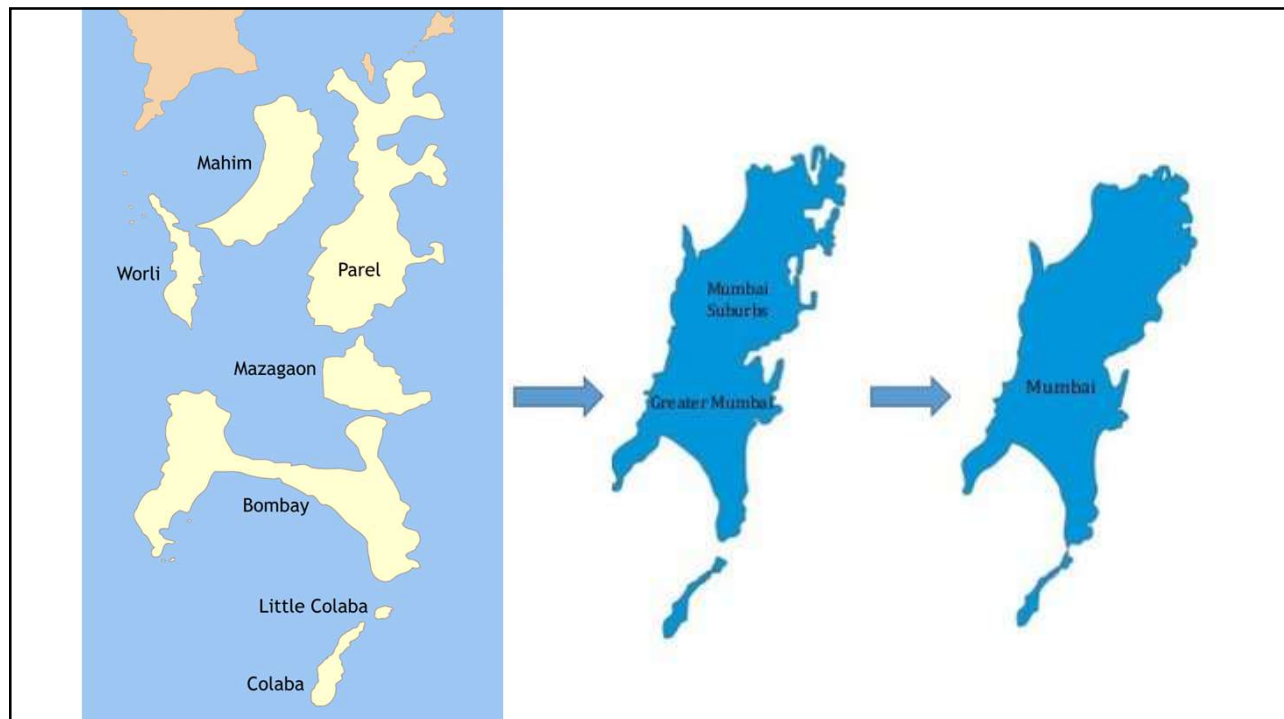 Mahim
Worli
Parel
Mazagaon
Bombay
Little Colaba
Colaba
Mumbai
Suburbs
Greater Mumbai
Mumbai